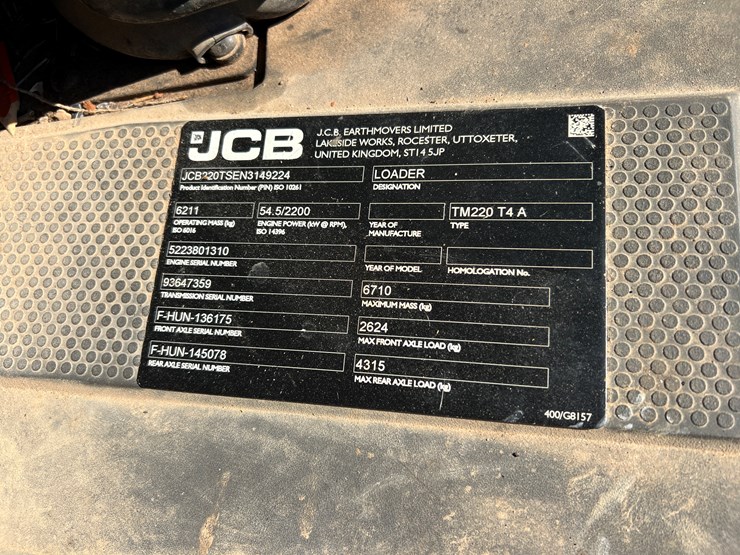 JCB
J.C.B. EARTHMOVERS LIMITED
LAKESIDE WORKS, ROCESTER, UTTOXETER,
UNITED KINGDOM, ST14 5JP
JCB220TSEN3149224
Product Identification Number (PIN) ISO 10261
LOADER
DESIGNATION
6211
OPERATING MASS (kg)
ISO 6016
54.5/2200
ENGINE POWER (kW @ RPM),
ISO 14396
YEAR OF
MANUFACTURE
TM220 T4 A
TYPE
5223801310
ENGINE SERIAL NUMBER
YEAR OF MODEL
HOMOLOGATION No.
93647359
TRANSMISSION SERIAL NUMBER
6710
MAXIMUM MASS (kg)
F-HUN-136175
FRONT AXLE SERIAL NUMBER
2624
MAX FRONT AXLE LOAD (kg)
F-HUN-145078
REAR AXLE SERIAL NUMBER
4315
MAX REAR AXLE LOAD (kg)
400/G8157